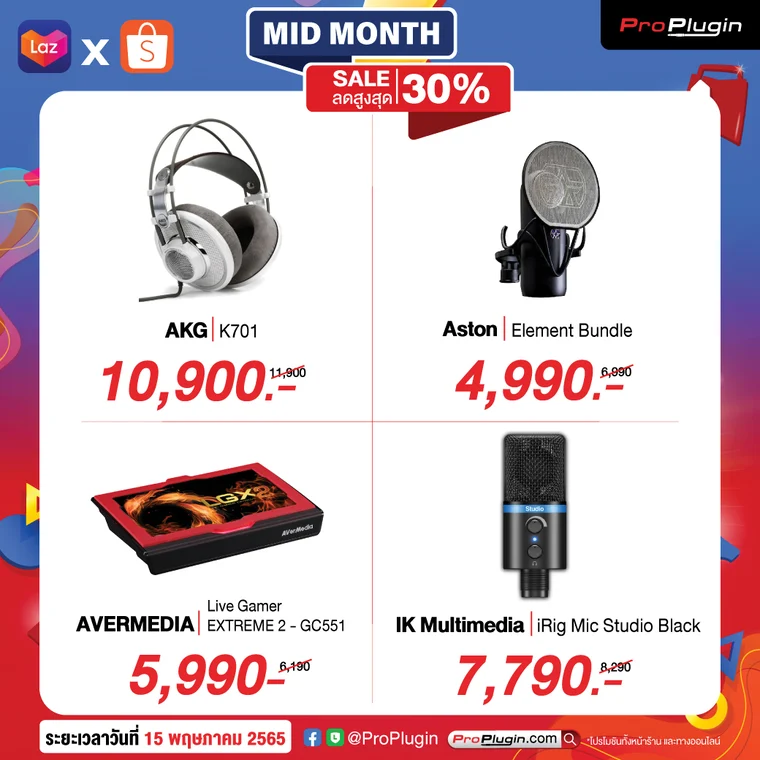 Laz X S
MID MONTH
SALE
ลดสูงสุด
30%
ProPlugin
AKG | K701
10,900.-
11,900
Aston | Element Bundle
4,990.-
6,990
LGX2
AVerMedia
AVERMEDIA | Live Gamer
EXTREME 2 - GC551
5,990-
6,190
Studio
IK Multimedia | iRig Mic Studio Black
7,790.-
8,290
ระยะเวลาวันที่ 15 พฤษภาคม 2565
@ProPlugin
ProPlugin.com
*โปรโมชันทั้งหน้าร้าน และทางออนไลน์